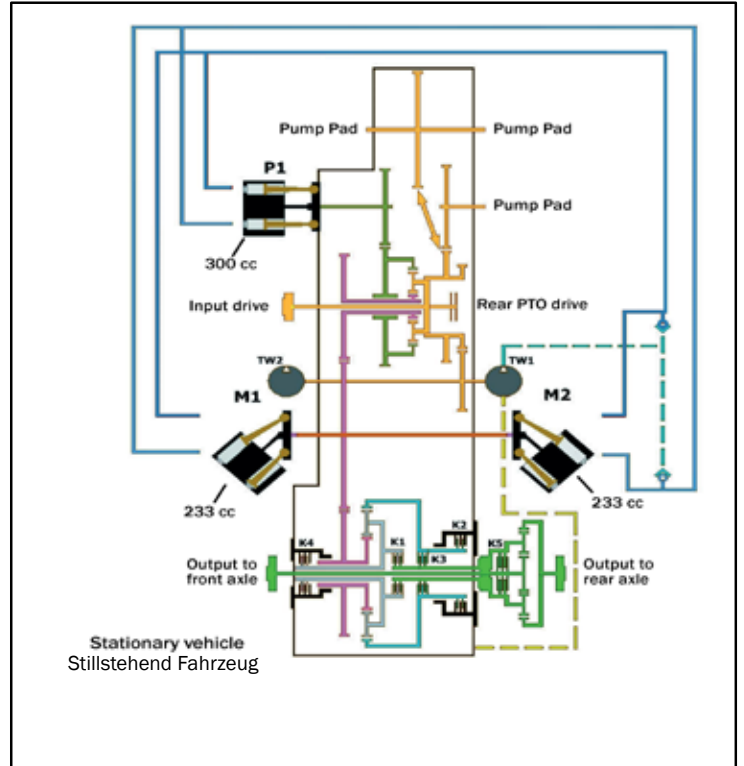 Pump Pad
Pump Pad
P1
Pump Pad
300 cc
Input drive
Rear PTO drive
TW2
TW1
M1
M2
233 cc
233 cc
K4
K1
K2
K3
K5
Output to
front axle
Output to
rear axle
Stationary vehicle
Stillstehend Fahrzeug